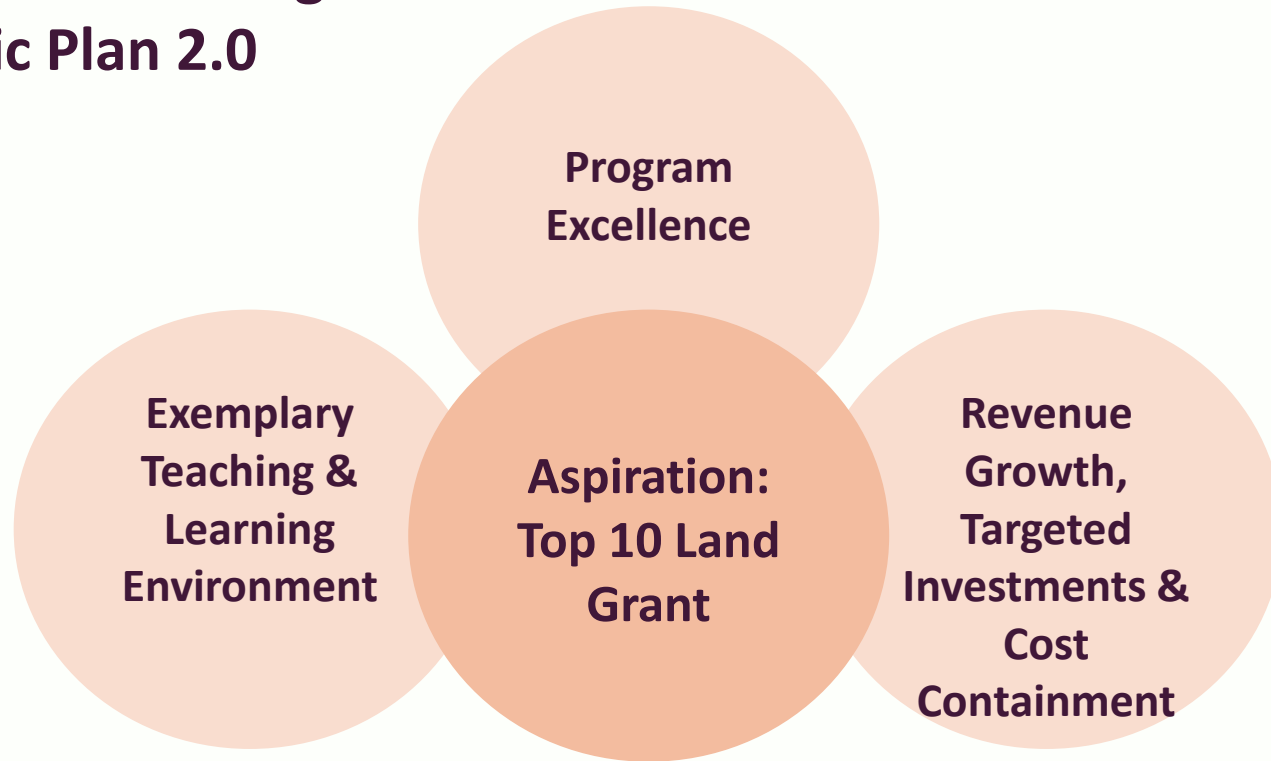 ic Plan 2.0
Program
Excellence
Exemplary
Teaching &
Learning
Environment
Aspiration:
Top 10 Land
Grant
Revenue
Growth,
Targeted
Investments &
Cost
Containment